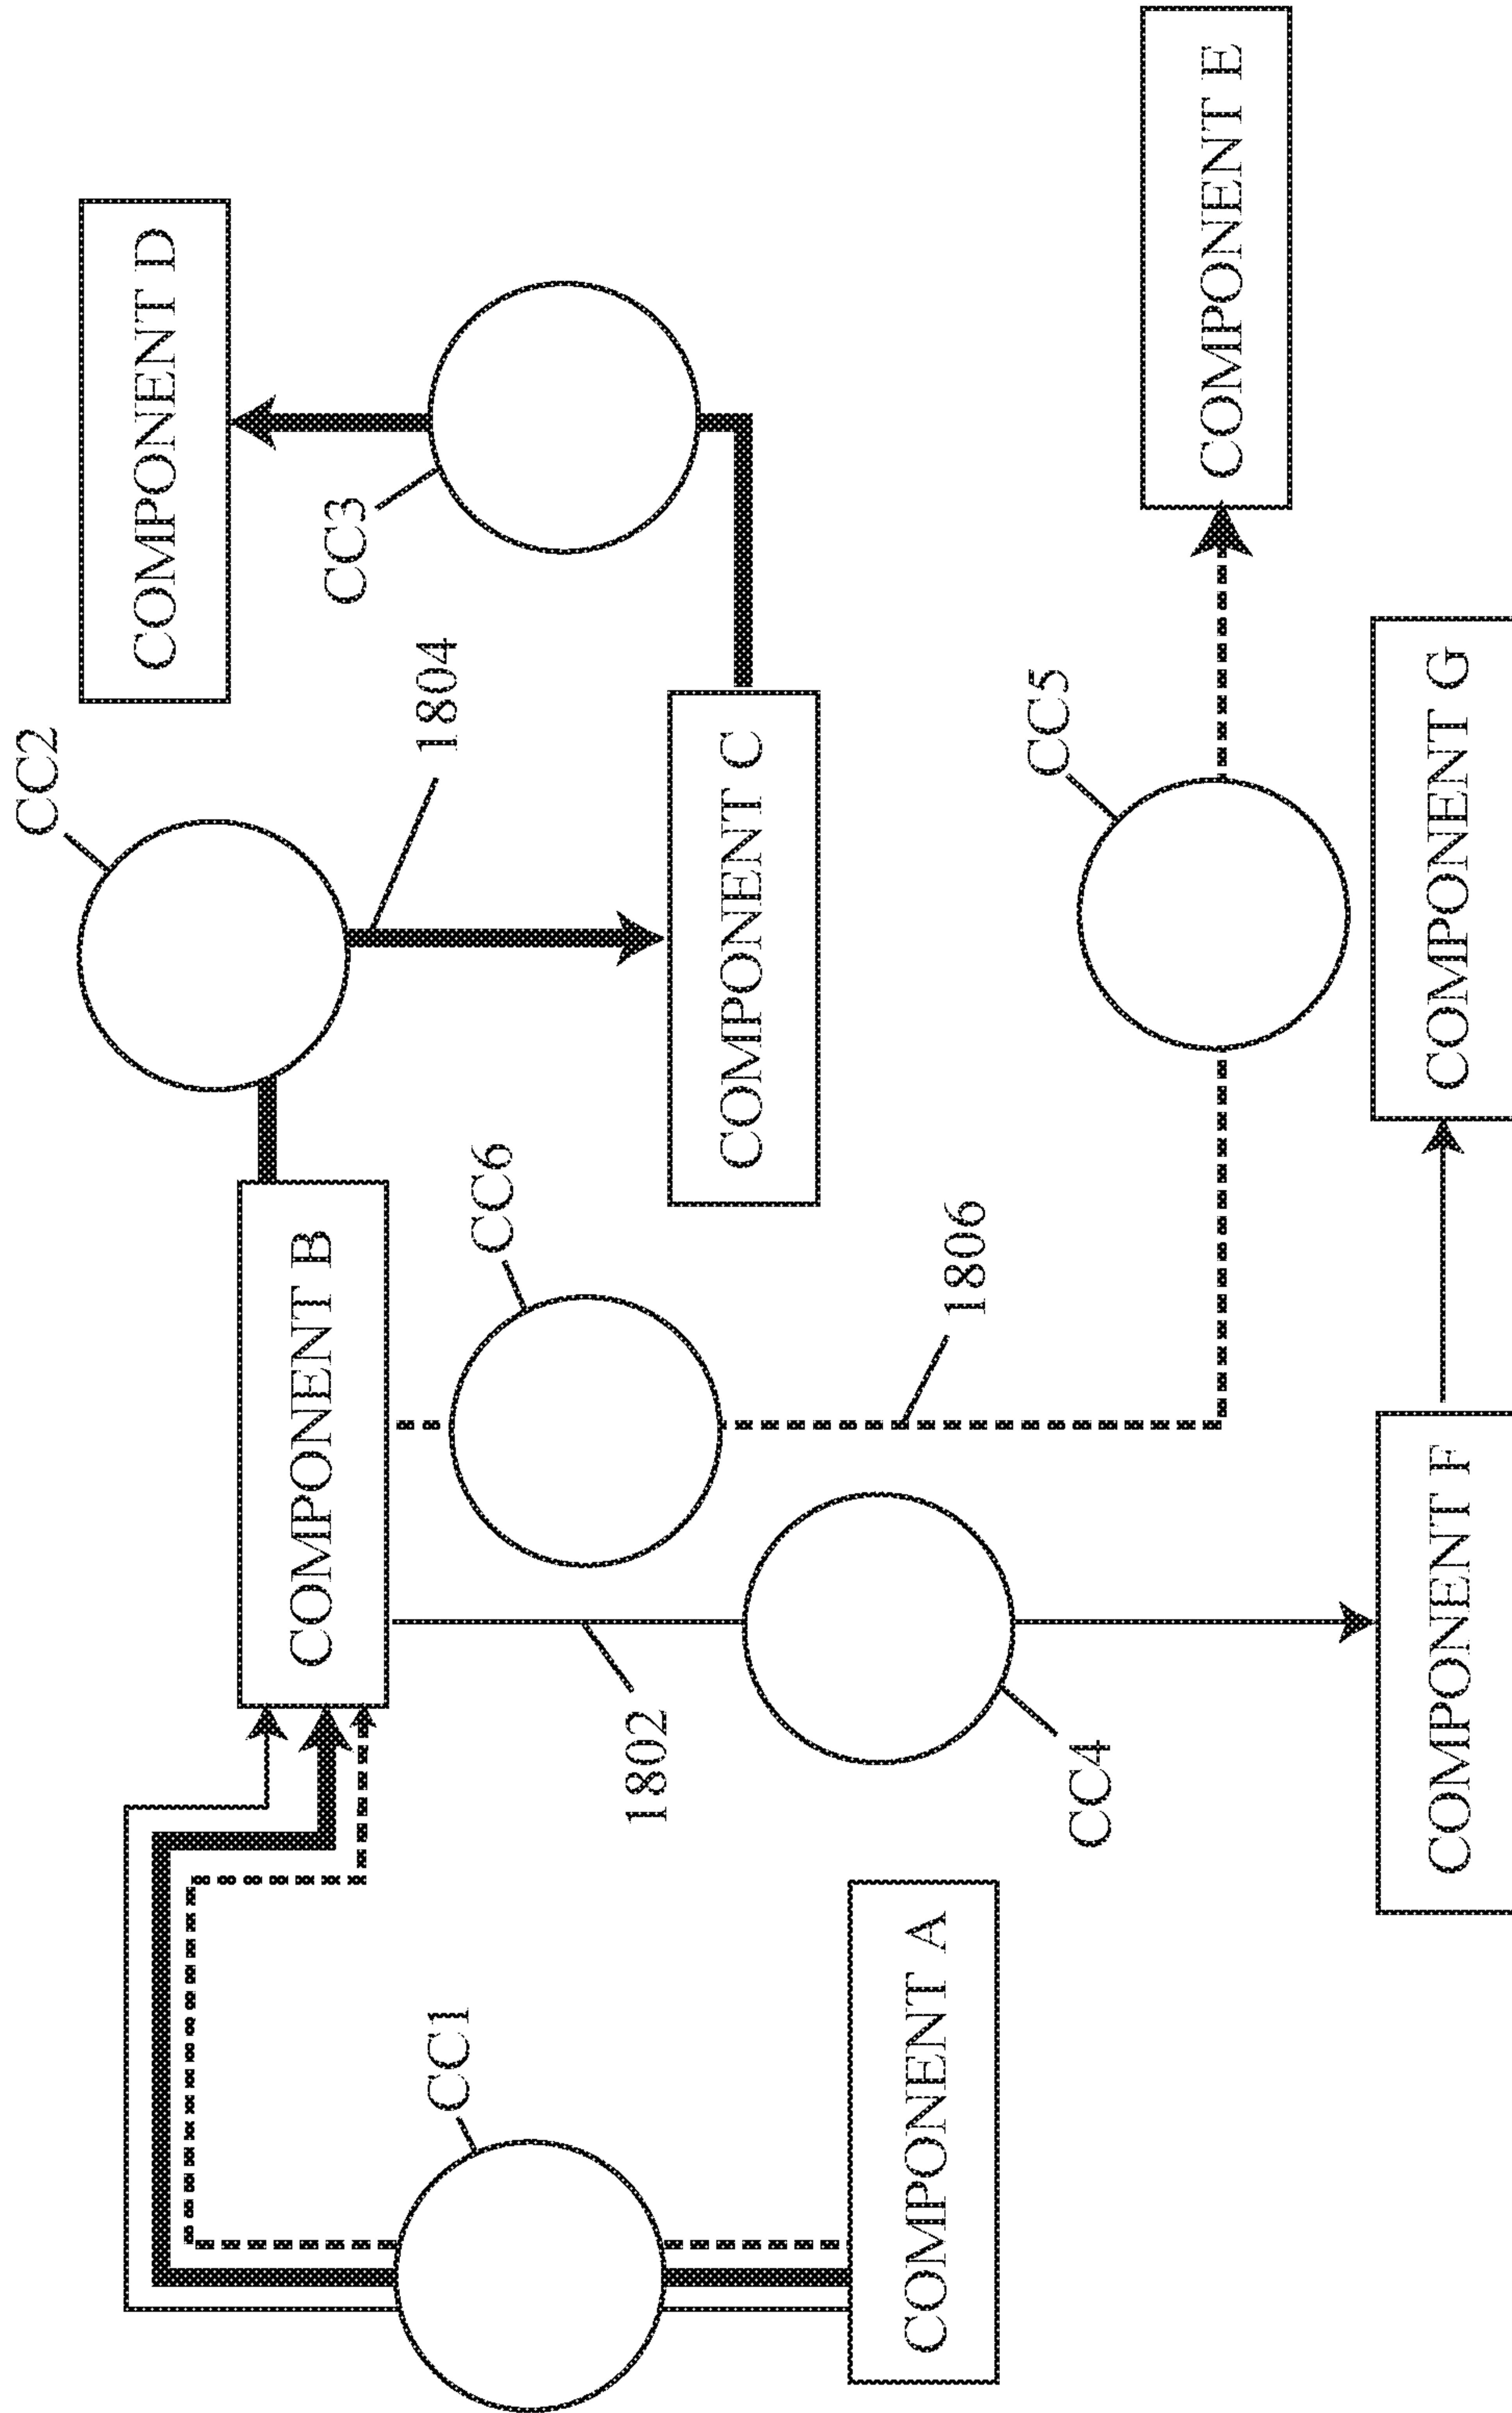 CC2
COMPONENT D
CC3
1804
COMPONENT B
CC6
COMPONENT C
CC1
1802
1806
CC5
COMPONENT E
COMPONENT A
CC4
COMPONENT F
COMPONENT G